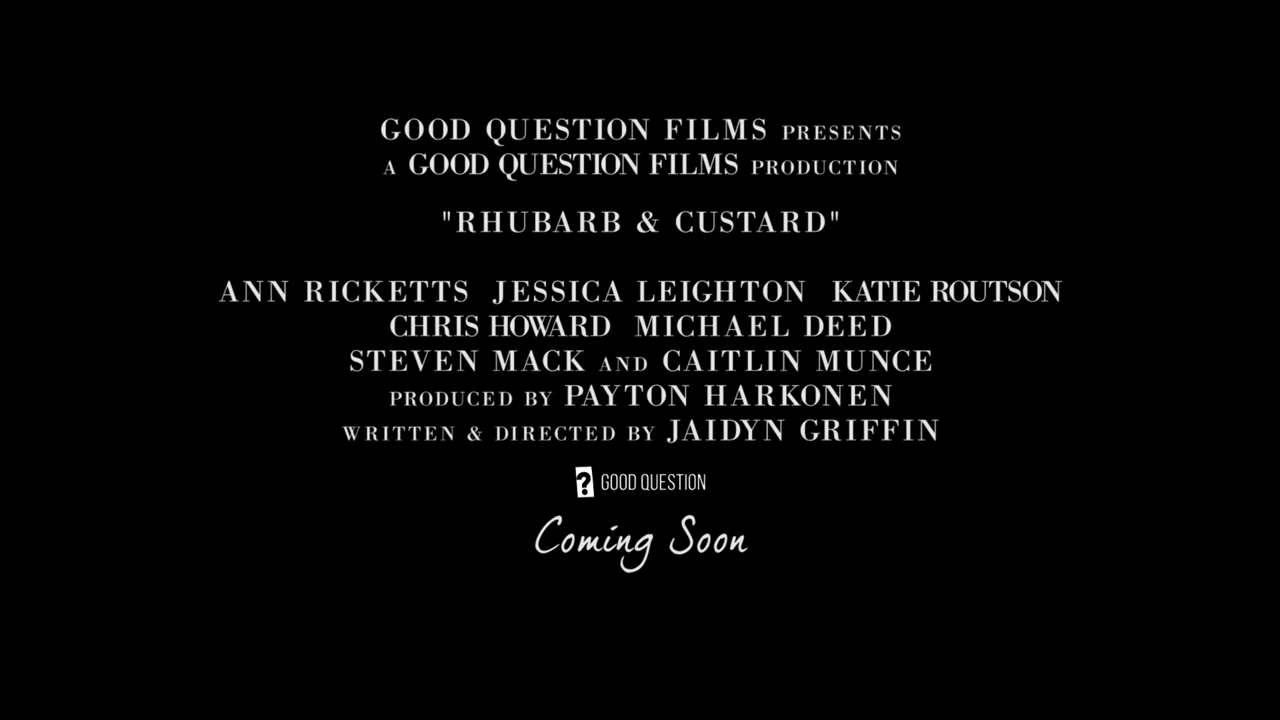 GOOD QUESTION FILMS PRESENTS
A GOOD QUESTION FILMS PRODUCTION
"RHUBARB & CUSTARD"
ANN RICKETTS JESSICA LEIGHTON KATIE ROUTSON
CHRIS HOWARD MICHAEL DEED
STEVEN MACK AND CAITLIN MUNCE
PRODUCED BY PAYTON HARKONEN
WRITTEN & DIRECTED BY JAIDYN GRIFFIN
? GOOD QUESTION
Coming Soon